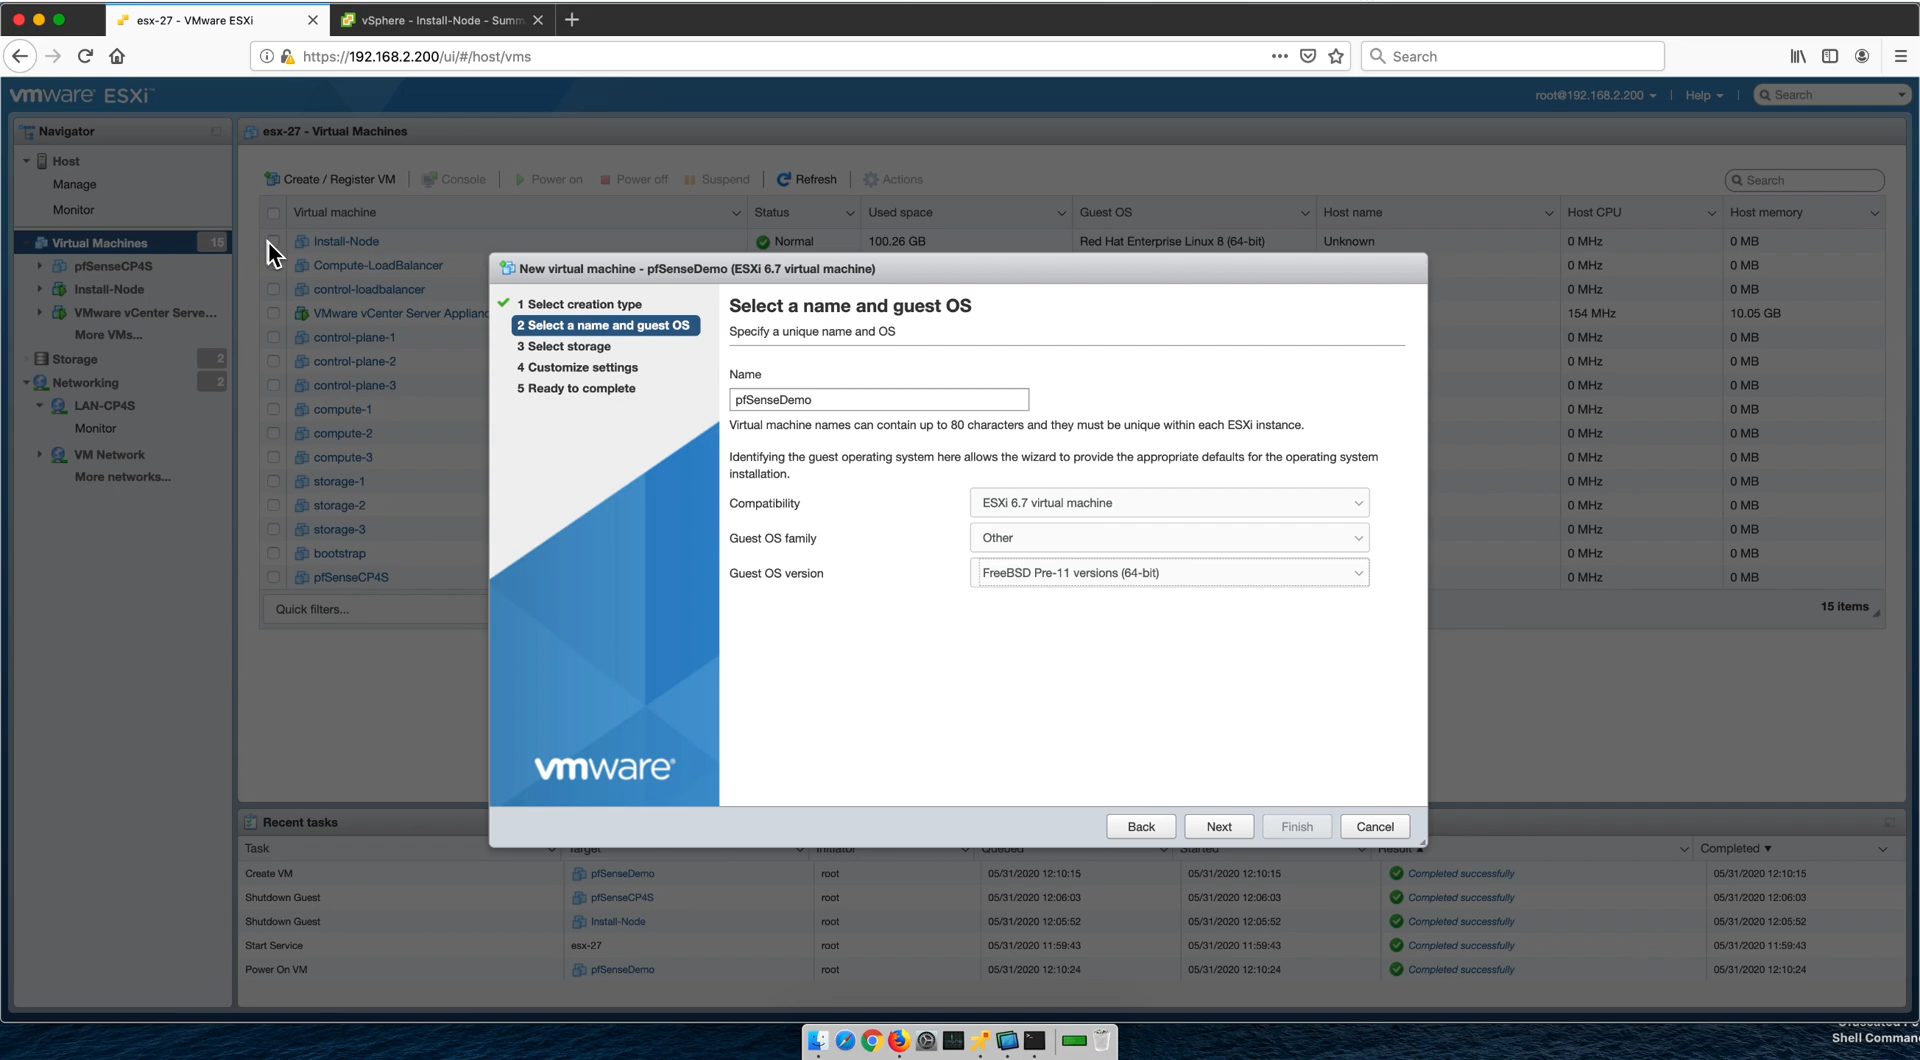 esx-27 - VMware ESXi
vSphere - Install-Node - Summ
https://192.168.2.200/ui/#/host/vms
Search
vmware ESXi™
root@192.168.2.200
Help
Search
Navigator
Host
Manage
Monitor
Virtual Machines 15
pfSenseCP4S
Install-Node
VMware vCenter Serve...
More VMs...
Storage 2
Networking 2
LAN-CP4S
Monitor
VM Network
More networks...
esx-27 - Virtual Machines
Create / Register VM
Console
Power on
Power off
Suspend
Refresh
Actions
Search
Virtual machine Status Used space Guest OS Host name Host CPU Host memory
Install-Node Normal 100.26 GB Red Hat Enterprise Linux 8 (64-bit) Unknown 0 MHz 0 MB
Compute-LoadBalancer 0 MHz 0 MB
control-loadbalancer 0 MHz 0 MB
VMware vCenter Server Applianc 154 MHz 10.05 GB
control-plane-1 0 MHz 0 MB
control-plane-2 0 MHz 0 MB
control-plane-3 0 MHz 0 MB
compute-1 0 MHz 0 MB
compute-2 0 MHz 0 MB
compute-3 0 MHz 0 MB
storage-1 0 MHz 0 MB
storage-2 0 MHz 0 MB
storage-3 0 MHz 0 MB
bootstrap 0 MHz 0 MB
pfSenseCP4S 0 MHz 0 MB
Quick filters...
15 items
New virtual machine - pfSenseDemo (ESXi 6.7 virtual machine)
1 Select creation type
2 Select a name and guest OS
3 Select storage
4 Customize settings
5 Ready to complete
vmware®
Select a name and guest OS
Specify a unique name and OS
Name
pfSenseDemo
Virtual machine names can contain up to 80 characters and they must be unique within each ESXi instance.
Identifying the guest operating system here allows the wizard to provide the appropriate defaults for the operating system
installation.
Compatibility ESXi 6.7 virtual machine
Guest OS family Other
Guest OS version FreeBSD Pre-11 versions (64-bit)
Back
Next
Finish
Cancel
Recent tasks
Task Target Initiator Queued Started Result Completed
Create VM pfSenseDemo root 05/31/2020 12:10:15 05/31/2020 12:10:15 Completed successfully 05/31/2020 12:10:15
Shutdown Guest pfSenseCP4S root 05/31/2020 12:06:03 05/31/2020 12:06:03 Completed successfully 05/31/2020 12:06:03
Shutdown Guest Install-Node root 05/31/2020 12:05:52 05/31/2020 12:05:52 Completed successfully 05/31/2020 12:05:52
Start Service esx-27 root 05/31/2020 11:59:43 05/31/2020 11:59:43 Completed successfully 05/31/2020 11:59:43
Power On VM pfSenseDemo root 05/31/2020 12:10:24 05/31/2020 12:10:24 Completed successfully 05/31/2020 12:10:24
Shell Comman